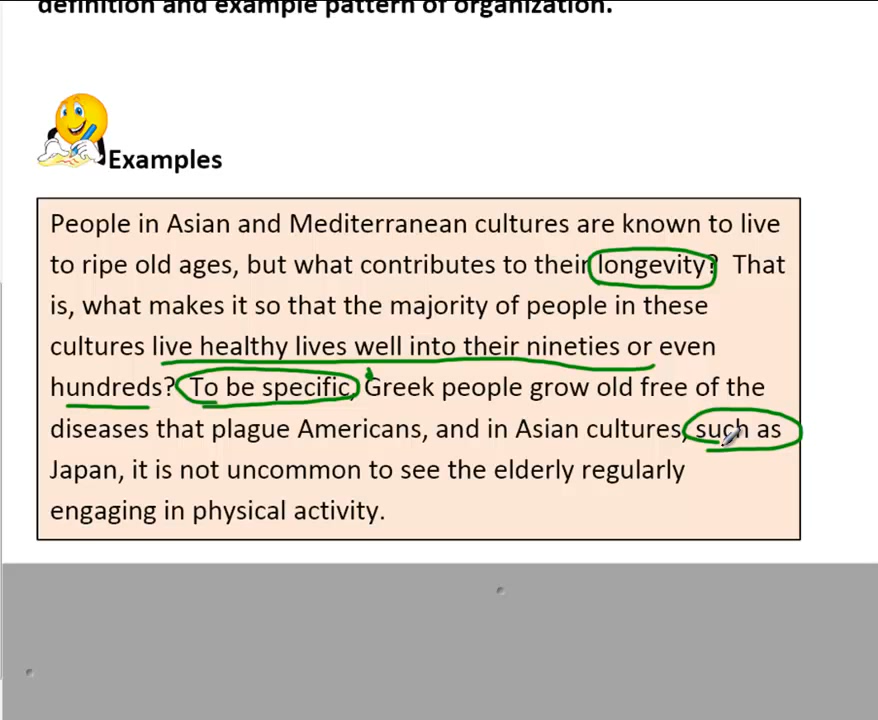 definition and example pattern of organization.
Examples
People in Asian and Mediterranean cultures are known to live
to ripe old ages, but what contributes to their longevity? That
is, what makes it so that the majority of people in these
cultures live healthy lives well into their nineties or even
hundreds? To be specific, Greek people grow old free of the
diseases that plague Americans, and in Asian cultures, such as
Japan, it is not uncommon to see the elderly regularly
engaging in physical activity.